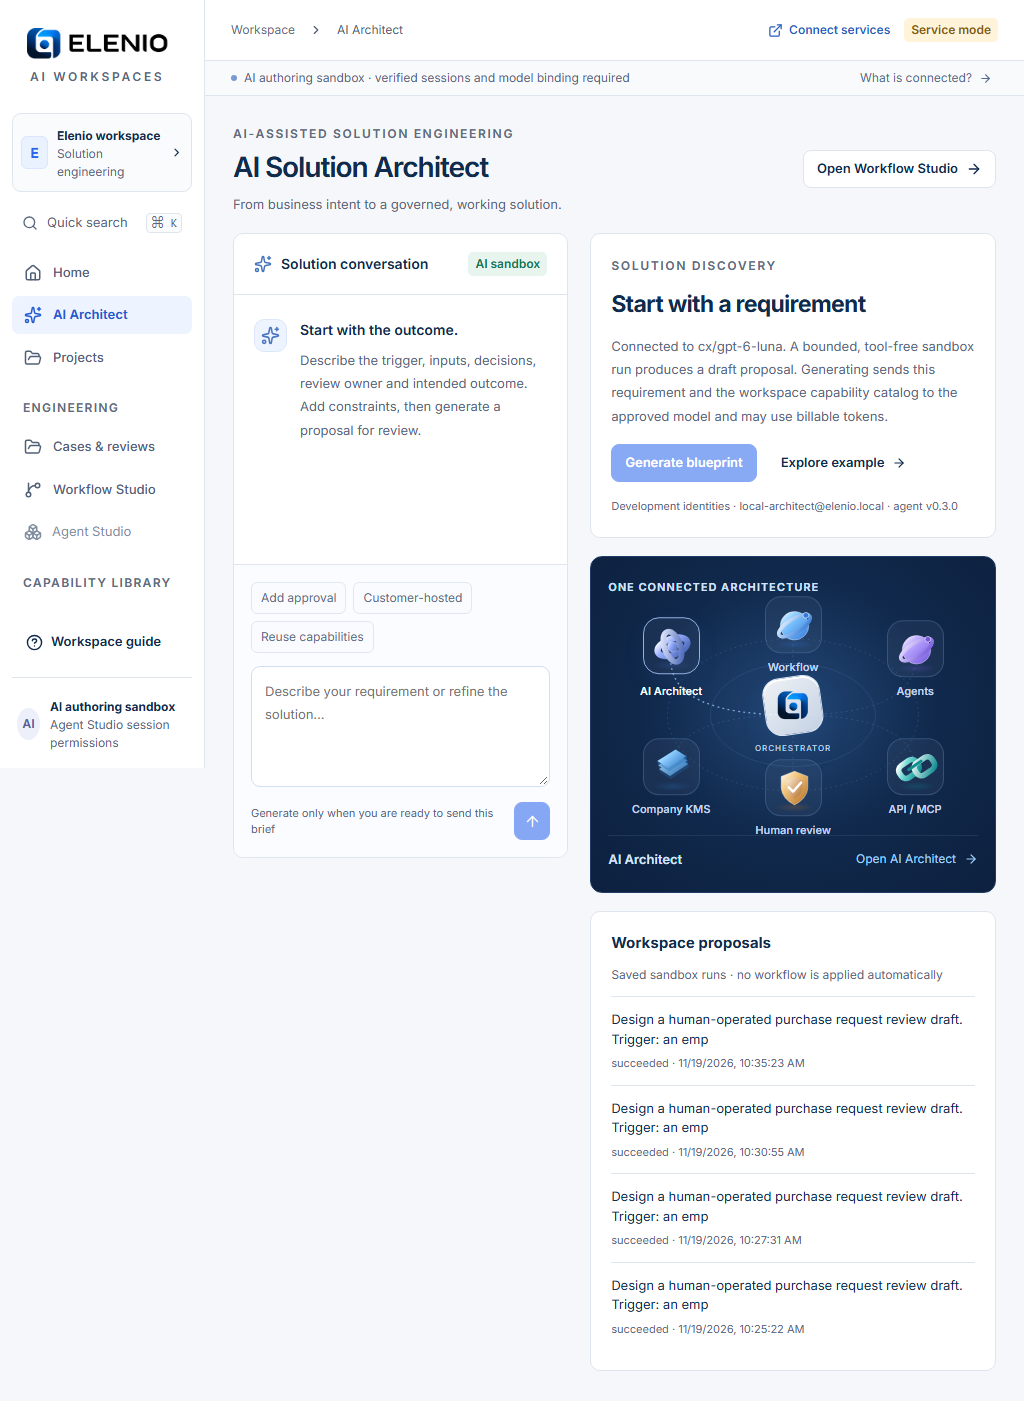 ELENIO
AI WORKSPACES
E
Elenio workspace
Solution
engineering
Quick search
⌘ K
Home
AI Architect
Projects
ENGINEERING
Cases & reviews
Workflow Studio
Agent Studio
CAPABILITY LIBRARY
Workspace guide
AI
AI authoring sandbox
Agent Studio session
permissions
Workspace
AI Architect
Connect services
Service mode
AI authoring sandbox · verified sessions and model binding required
What is connected?
AI-ASSISTED SOLUTION ENGINEERING
AI Solution Architect
From business intent to a governed, working solution.
Open Workflow Studio
Solution conversation
AI sandbox
Start with the outcome.
Describe the trigger, inputs, decisions,
review owner and intended outcome.
Add constraints, then generate a
proposal for review.
Add approval
Customer-hosted
Reuse capabilities
Describe your requirement or refine the
solution...
Generate only when you are ready to send this
brief
SOLUTION DISCOVERY
Start with a requirement
Connected to cx/gpt-6-luna. A bounded, tool-free sandbox
run produces a draft proposal. Generating sends this
requirement and the workspace capability catalog to the
approved model and may use billable tokens.
Generate blueprint
Explore example
Development identities · local-architect@elenio.local · agent v0.3.0
ONE CONNECTED ARCHITECTURE
Workflow
AI Architect
Agents
ORCHESTRATOR
Company KMS
API / MCP
Human review
AI Architect
Open AI Architect
Workspace proposals
Saved sandbox runs · no workflow is applied automatically
Design a human-operated purchase request review draft.
Trigger: an emp
succeeded · 11/19/2026, 10:35:23 AM
Design a human-operated purchase request review draft.
Trigger: an emp
succeeded · 11/19/2026, 10:30:55 AM
Design a human-operated purchase request review draft.
Trigger: an emp
succeeded · 11/19/2026, 10:27:31 AM
Design a human-operated purchase request review draft.
Trigger: an emp
succeeded · 11/19/2026, 10:25:22 AM